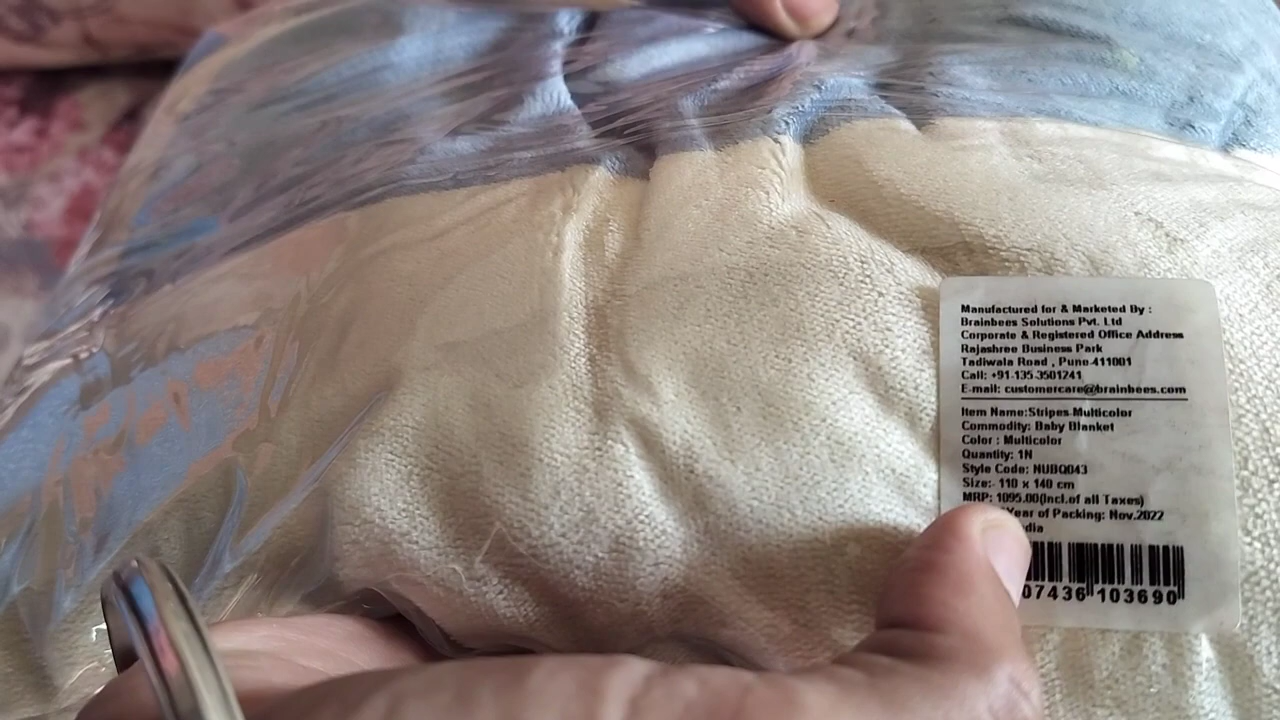 Manufactured for & Marketed By :
Brainbees Solutions Pvt. Ltd
Corporate & Registered Office Address
Rajashree Business Park
Tadiwala Road , Pune-411001
Call: +91-135-3501241
E-mail: customercare@brainbees.com
Item Name:Stripes-Multicolor
Commodity: Baby Blanket
Color : Multicolor
Quantity: 1N
Style Code: NUBQ043
Size:- 110 x 140 cm
MRP: 1095.00(Incl.of all Taxes)
Year of Packing: Nov.2022
dia
07436 103690